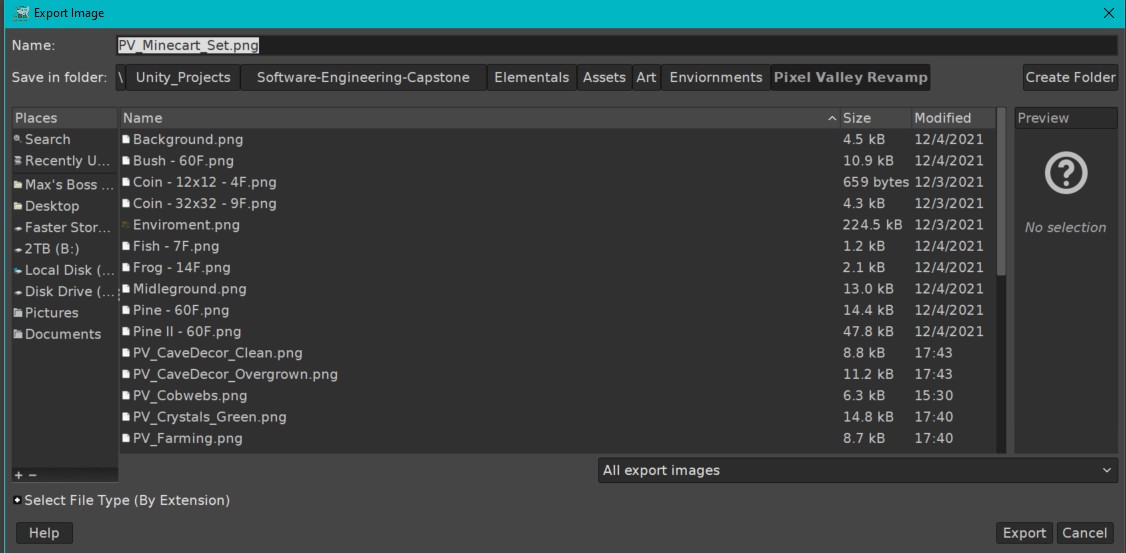 Export Image
Name: PV_Minecart_Set.png
Save in folder: \ Unity_Projects Software-Engineering-Capstone Elementals Assets Art Enviornments Pixel Valley Revamp Create Folder
Places Name Size Modified Preview
Search Background.png 4.5 kB 12/4/2021
Recently U... Bush - 60F.png 10.9 kB 12/4/2021
Max's Boss ... Coin - 12x12 - 4F.png 659 bytes 12/3/2021
Desktop Coin - 32x32 - 9F.png 4.3 kB 12/3/2021
Faster Stor... Enviroment.png 224.5 kB 12/3/2021 No selection
2TB (B:) Fish - 7F.png 1.2 kB 12/4/2021
Local Disk (... Frog - 14F.png 2.1 kB 12/4/2021
Disk Drive (... Midleground.png 13.0 kB 12/4/2021
Pictures Pine - 60F.png 14.4 kB 12/4/2021
Documents Pine II - 60F.png 47.8 kB 12/4/2021
PV_CaveDecor_Clean.png 8.8 kB 17:43
PV_CaveDecor_Overgrown.png 11.2 kB 17:43
PV_Cobwebs.png 6.3 kB 15:30
PV_Crystals_Green.png 14.8 kB 17:40
PV_Farming.png 8.7 kB 17:40
All export images
Select File Type (By Extension)
Help Export Cancel